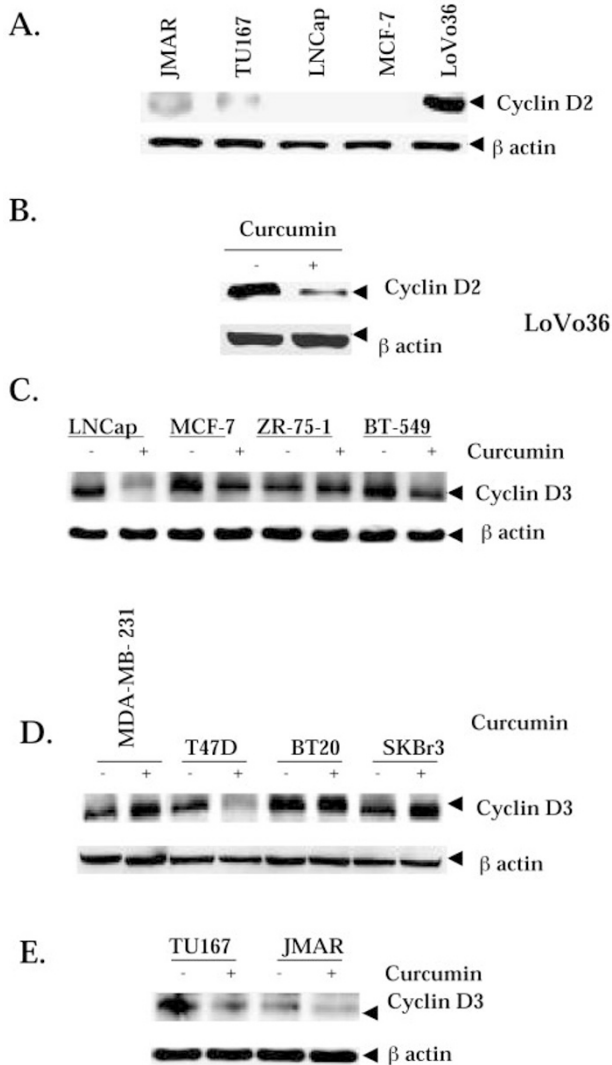 A.
JMAR TU167 LNCap MCF-7 LoVo36
Cyclin D2
β actin
B.
Curcumin
- +
Cyclin D2
LoVo36
β actin
C.
LNCap MCF-7 ZR-75-1 BT-549
- + - + - + - + Curcumin
Cyclin D3
β actin
D.
MDA-MB- 231
Curcumin
T47D BT20 SKBr3
- + - + - + - +
Cyclin D3
β actin
E.
TU167 JMAR
- + - + Curcumin
Cyclin D3
β actin